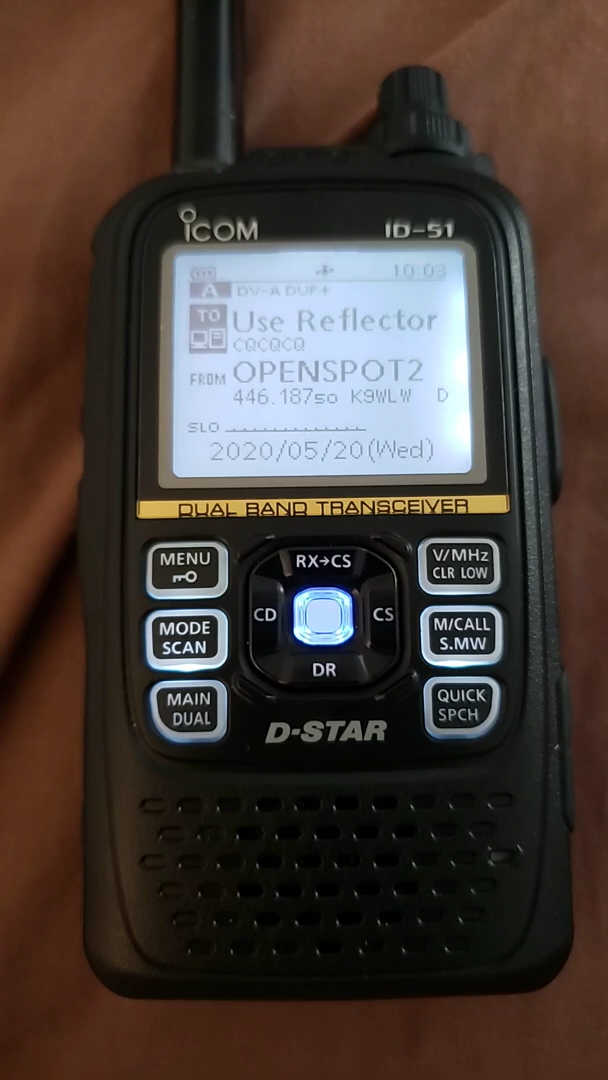 ICOM ID-51
10:03
A DV-A DUP+
TO Use Reflector
CQCQCQ
FROM OPENSPOT2
446.18750 K9WLW D
SLO
2020/05/20(Wed)
DUAL BAND TRANSCEIVER
MENU
RX→CS
V/MHz
CLR LOW
CD
CS
MODE
SCAN
M/CALL
S.MW
DR
MAIN
DUAL
QUICK
SPCH
D-STAR